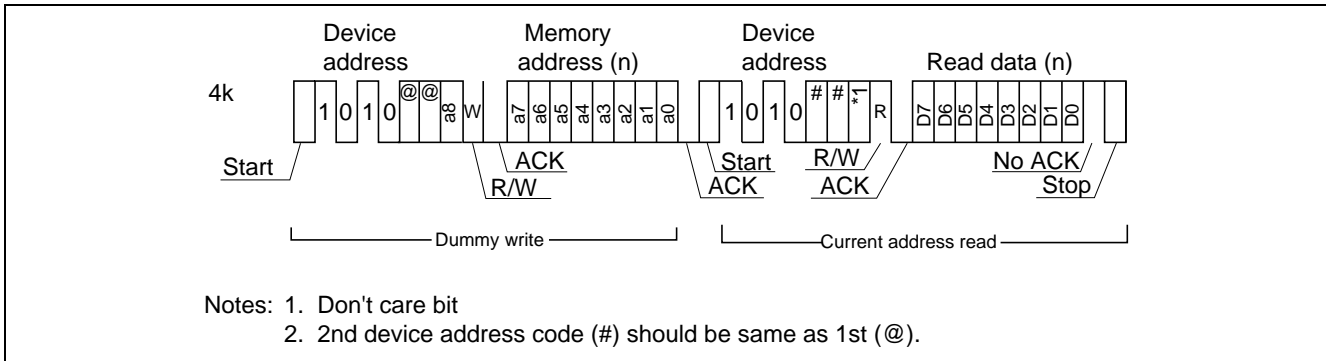 Device Memory Device
address address (n) address Read data (n)
4k
1 0 1 0 @ @ a8 W a7 a6 a5 a4 a3 a2 a1 a0 1 0 1 0 # # *1 R D7 D6 D5 D4 D3 D2 D1 D0
Start ACK Start R/W No ACK
R/W ACK ACK Stop
Dummy write Current address read
Notes: 1. Don't care bit
2. 2nd device address code (#) should be same as 1st (@).